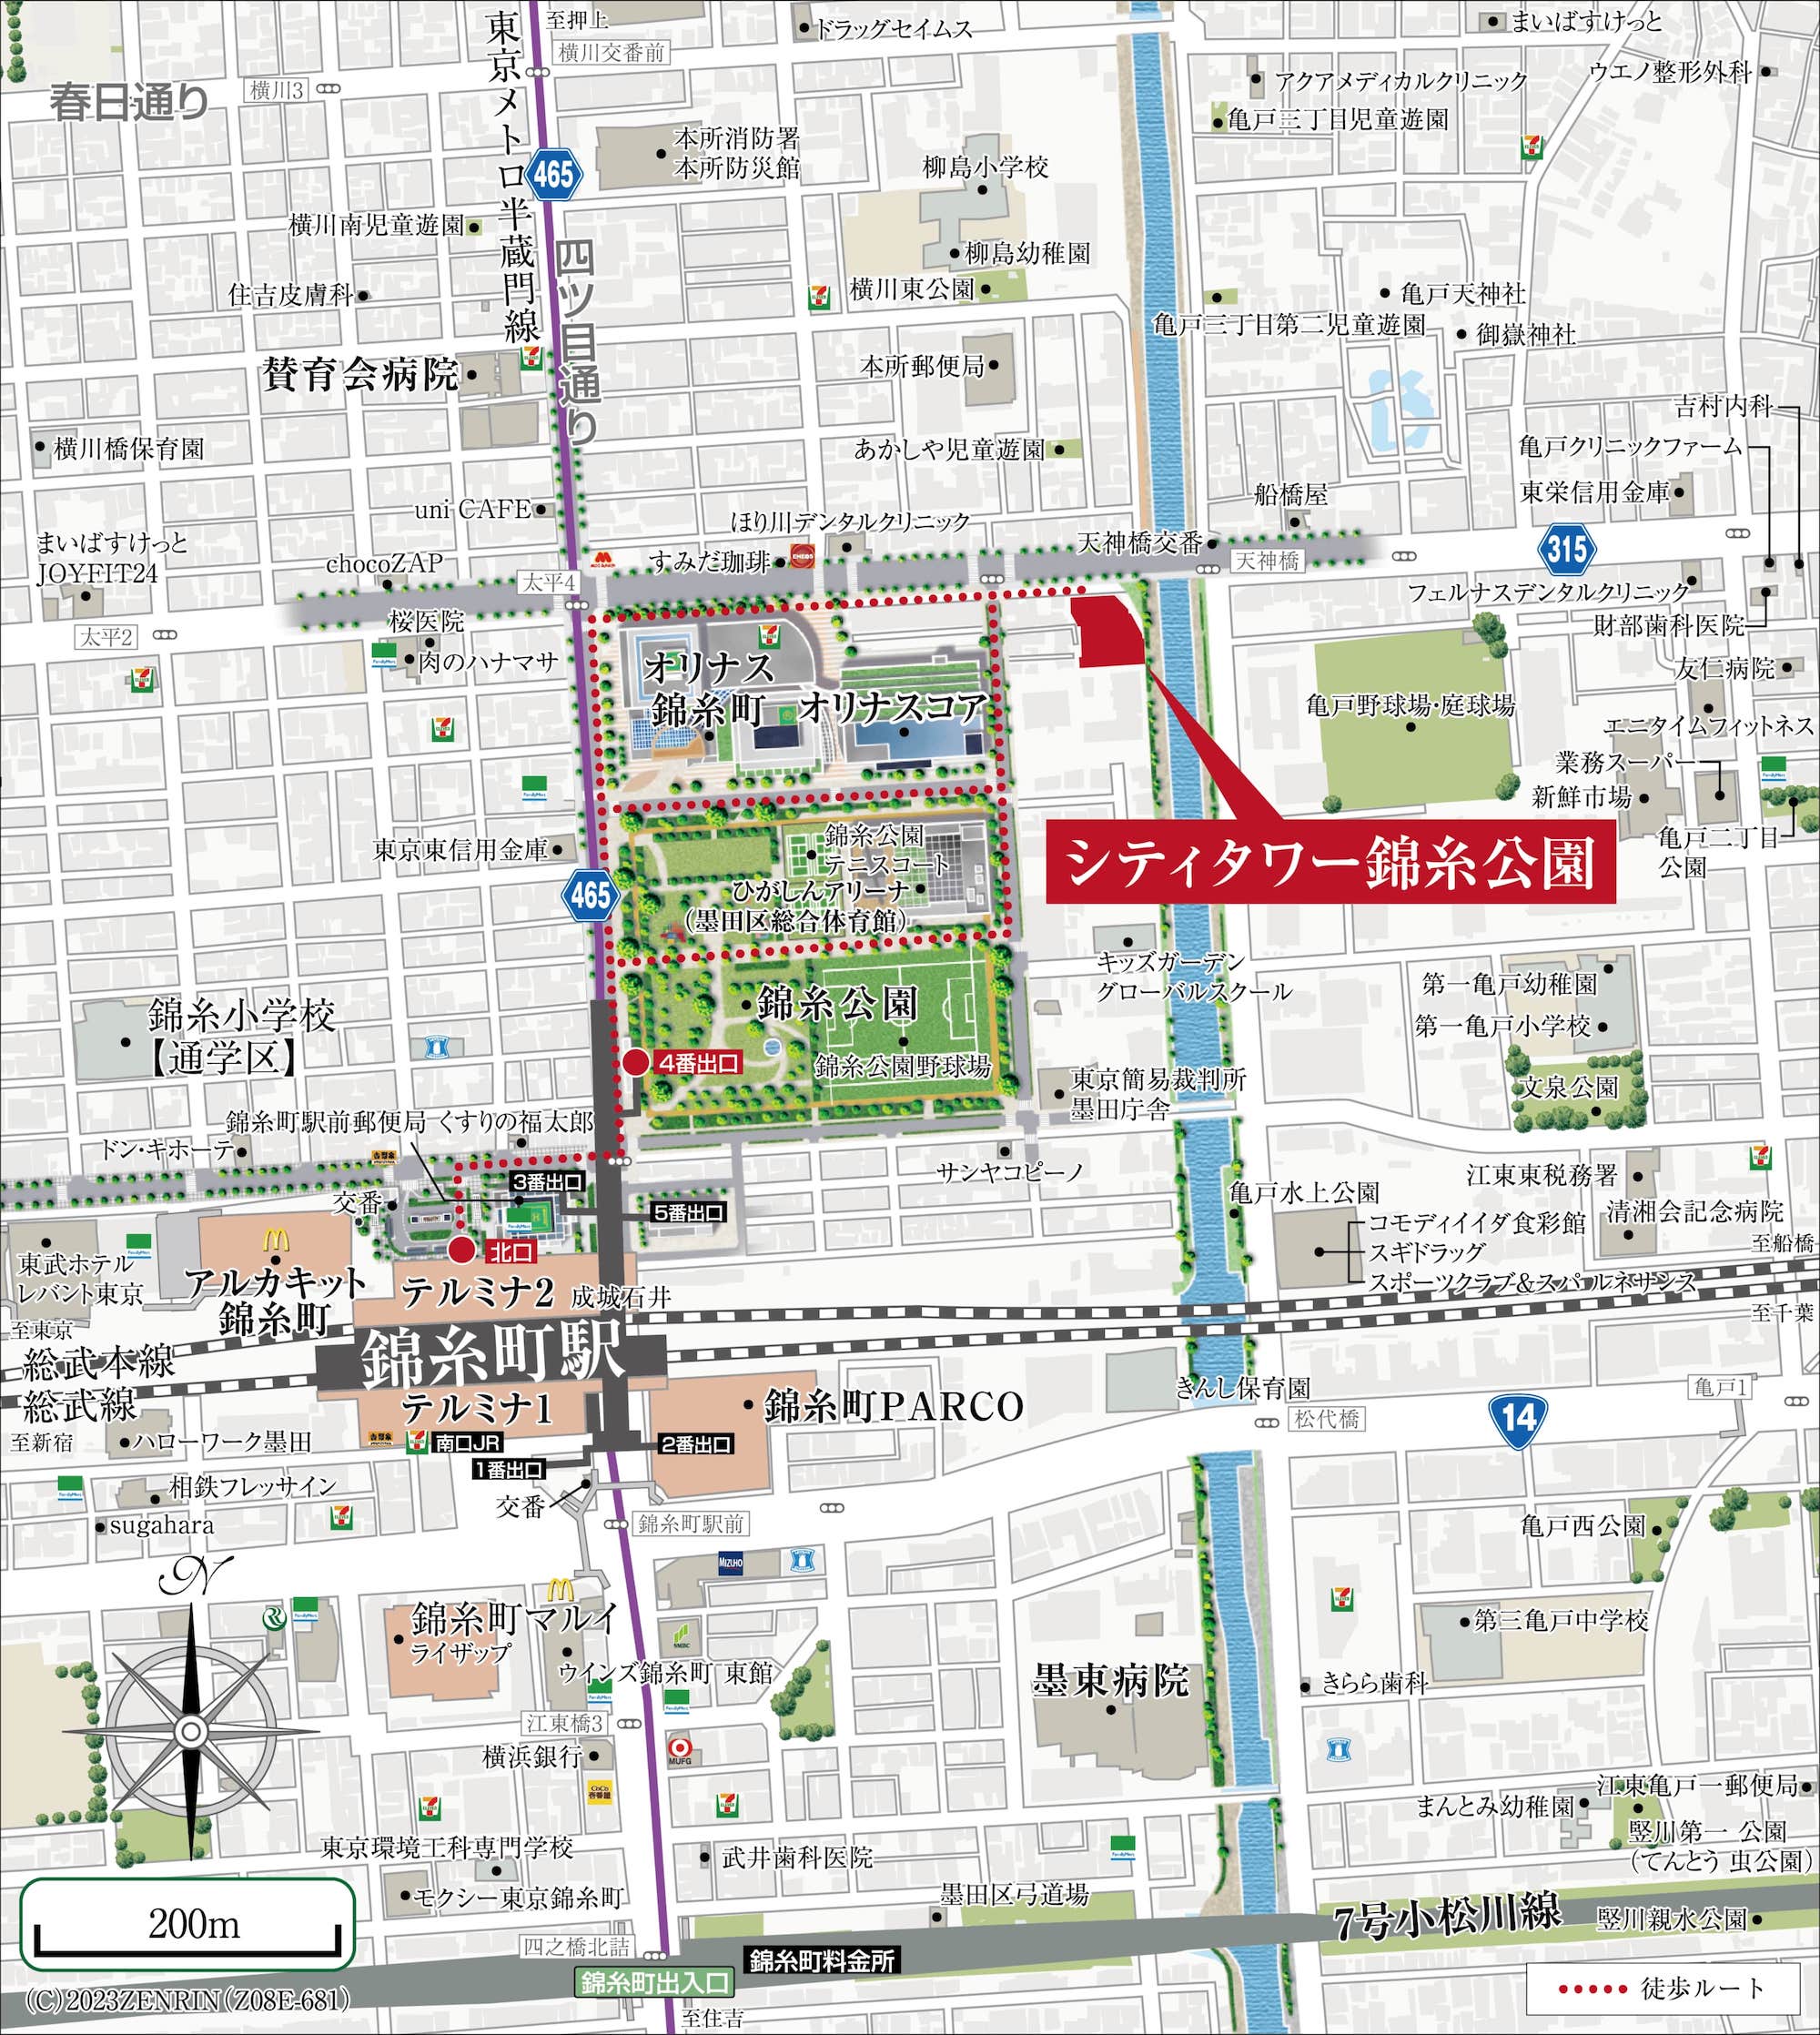 至押上
東京メトロ半蔵門線
横川交番前
ドラッグセイムス
まいばすけっと
春日通り
横川3
アクアメディカルクリニック
ウエノ整形外科
亀戸三丁目児童遊園
465
本所消防署
本所防災館
柳島小学校
横川南児童遊園
柳島幼稚園
四ツ目通り
住吉皮膚科
横川東公園
亀戸天神社
亀戸三丁目第二児童遊園
御嶽神社
賛育会病院
本所郵便局
吉村内科
横川橋保育園
あかしや児童遊園
亀戸クリニックファーム
uni CAFE
船橋屋
東栄信用金庫
ほり川デンタルクリニック
まいばすけっと
JOYFIT24
chocoZAP
すみだ珈琲
ENEOS
天神橋交番
天神橋
315
太平4
フェルナスデンタルクリニック
太平2
桜医院
財部歯科医院
肉のハナマサ
オリナス
錦糸町
オリナスコア
友仁病院
亀戸野球場・庭球場
エニタイムフィットネス
業務スーパー
新鮮市場
東京東信用金庫
錦糸公園
テニスコート
シティタワー錦糸公園
亀戸二丁目
公園
465
ひがしんアリーナ
(墨田区総合体育館)
キッズガーデン
グローバルスクール
第一亀戸幼稚園
錦糸小学校
【通学区】
錦糸公園
第一亀戸小学校
4番出口
錦糸公園野球場
東京簡易裁判所
墨田庁舎
文泉公園
錦糸町駅前郵便局
くすりの福太郎
ドン・キホーテ
サンヤコピーノ
江東東税務署
3番出口
交番
5番出口
亀戸水上公園
コモディイイダ食彩館
スギドラッグ
スポーツクラブ&スパ ルネサンス
清湘会記念病院
至船橋
東武ホテル
レバント東京
北口
アルカキット
錦糸町
テルミナ2
成城石井
至千葉
至東京
総武本線
錦糸町駅
総武線
テルミナ1
錦糸町PARCO
きんし保育園
亀戸1
至新宿
ハローワーク墨田
南口JR
2番出口
松代橋
14
1番出口
相鉄フレッサイン
交番
sugahara
錦糸町駅前
亀戸西公園
N
MIZUHO
錦糸町マルイ
ライザップ
SMBC
第三亀戸中学校
ウインズ錦糸町 東館
墨東病院
きらら歯科
江東橋3
横浜銀行
MUFG
江東亀戸一郵便局
まんとみ幼稚園
東京環境工科専門学校
竪川第一 公園
(てんとう 虫公園)
武井歯科医院
モクシー東京錦糸町
墨田区弓道場
200m
7号小松川線
竪川親水公園
四之橋北詰
錦糸町料金所
錦糸町出入口
徒歩ルート
(C)2023ZENRIN(Z08E-681)
至住吉